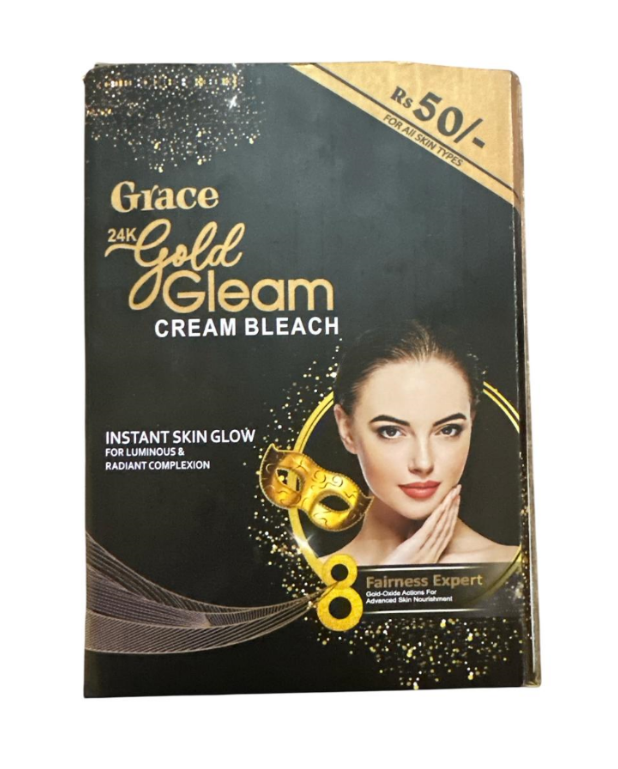 Rs 50/-
FOR All SKIN TYPES
Grace
24K Gold
Gleam
CREAM BLEACH
INSTANT SKIN GLOW
FOR LUMINOUS &
RADIANT COMPLEXION
Fairness Expert
Gold-Oxide Actions For
Advanced Skin Nourishment